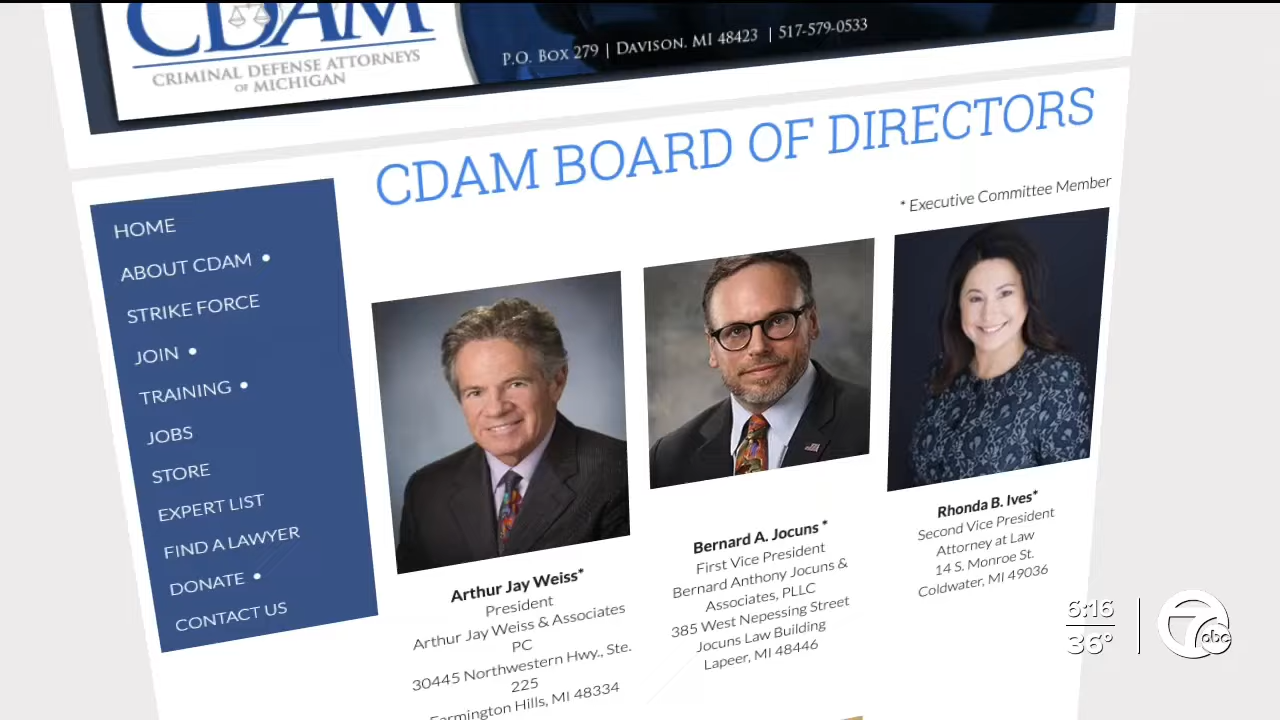 CDAM
CRIMINAL DEFENSE ATTORNEYS
OF MICHIGAN
P.O. BOX 279 | DAVISON. MI 48423 | 517-579-0533
CDAM BOARD OF DIRECTORS
* Executive Committee Member
HOME
ABOUT CDAM
STRIKE FORCE
JOIN
TRAINING
JOBS
STORE
EXPERT LIST
FIND A LAWYER
DONATE
CONTACT US
Arthur Jay Weiss*
President
Arthur Jay Weiss & Associates
PC
30445 Northwestern Hwy., Ste.
225
Farmington Hills, MI 48334
Bernard A. Jocuns *
First Vice President
Bernard Anthony Jocuns &
Associates, PLLC
385 West Nepessing Street
Jocuns Law Building
Lapeer, MI 48446
Rhonda B. Ives*
Second Vice President
Attorney at Law
14 S. Monroe St.
Coldwater, MI 49036
6:16
36°
7 abc